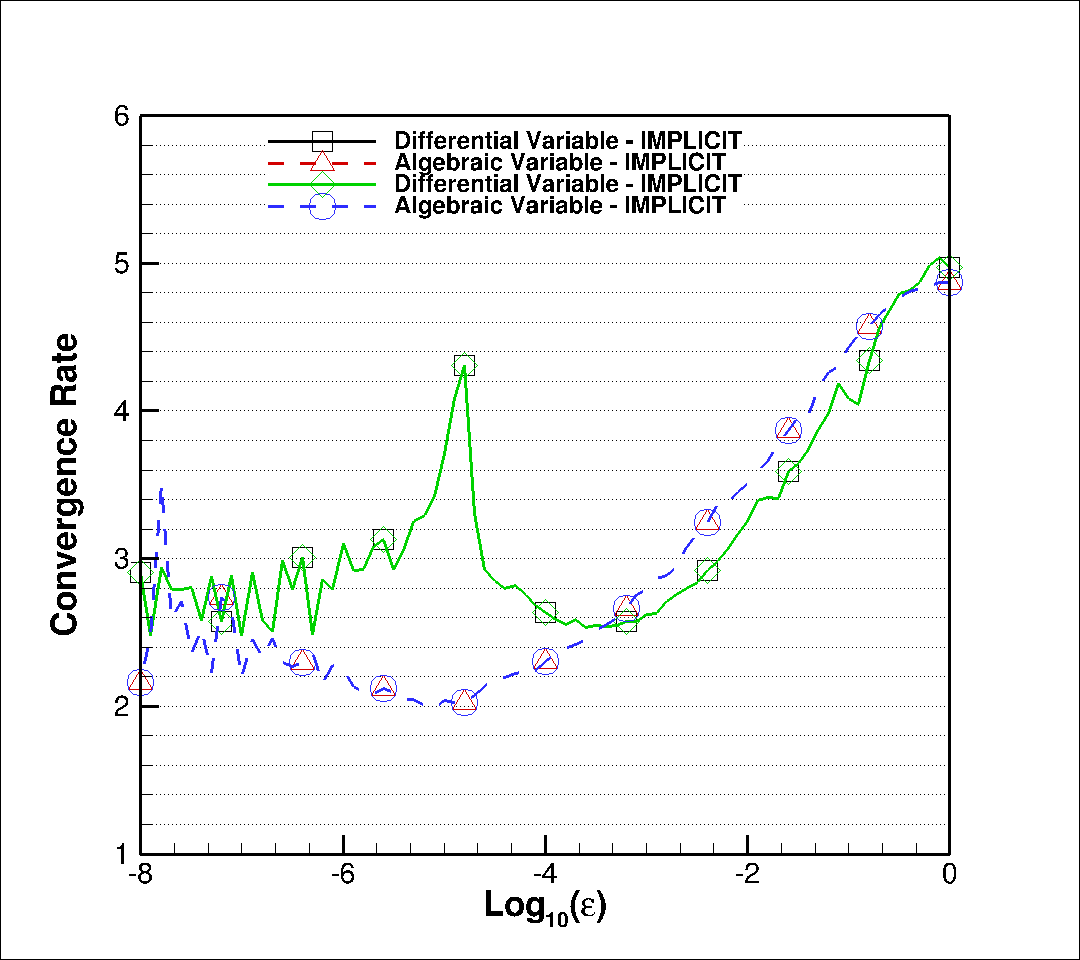 6
Differential Variable - IMPLICIT
Algebraic Variable - IMPLICIT
Differential Variable - IMPLICIT
Algebraic Variable - IMPLICIT
5
4
Convergence Rate
3
2
1
-8 -6 -4 -2 0
Log10(ε)